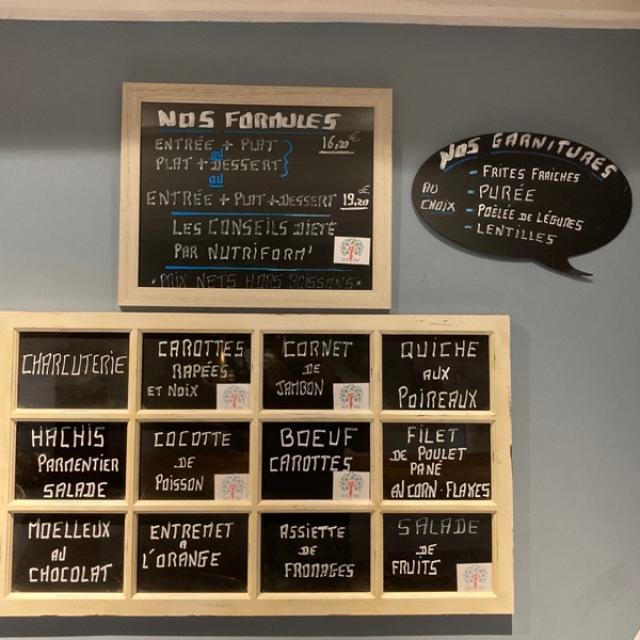 NOS FORMULES
ENTRÉE + PLAT 16,20€
ou
PLAT + DESSERT
ou
ENTRÉE + PLAT + DESSERT 19,20€
LES CONSEILS DIETÉ
PAR NUTRIFORM'
• PRIX NETS HORS BOISSONS •
NOS GARNITURES
AU CHOIX
- FRITES FRAICHES
- PURÉE
- POÊLÉE DE LÉGUMES
- LENTILLES
CHARCUTERIE
CAROTTES
RAPÉES
ET NOIX
CORNET
DE
JAMBON
QUICHE
AUX
POIREAUX
HACHIS
PARMENTIER
SALADE
COCOTTE
DE
POISSON
BOEUF
CAROTTES
FILET
DE POULET
PANÉ
AU CORN-FLAKES
MOELLEUX
AU
CHOCOLAT
ENTREMET
A
L'ORANGE
ASSIETTE
DE
FROMAGES
SALADE
DE
FRUITS